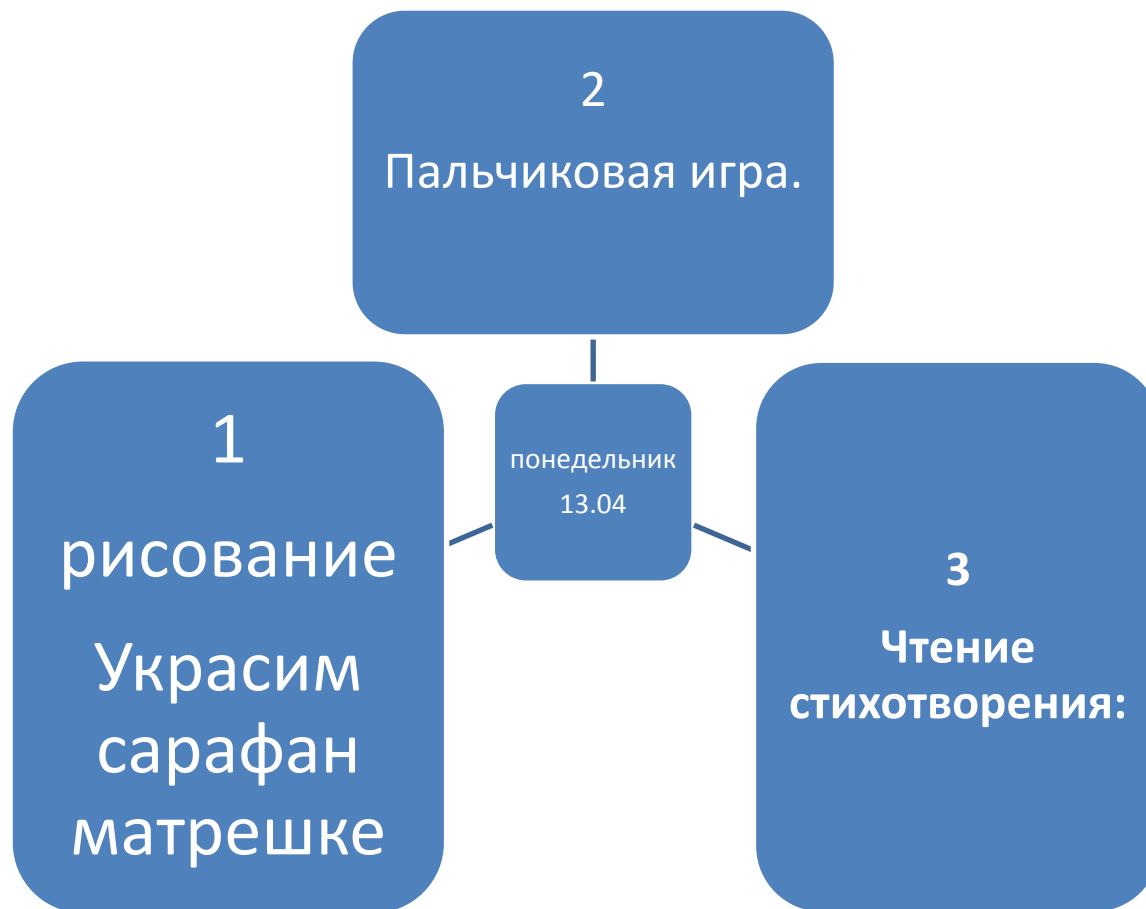 2
Пальчиковая игра.
понедельник
13.04
1
рисование
Украсим
сарафан
матрешке
3
Чтение
стихотворения: